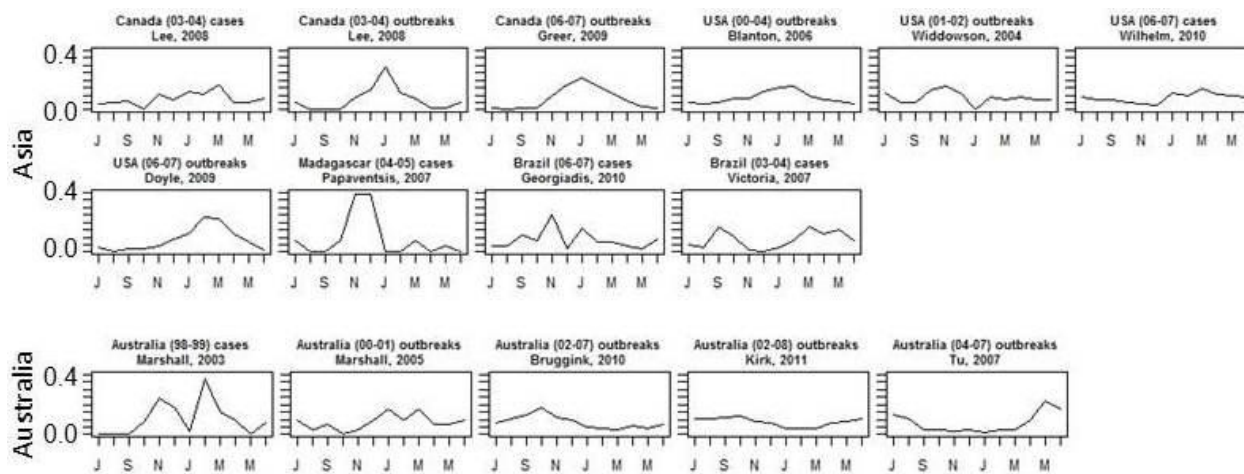 Canada (03-04) cases
Lee, 2008
Canada (03-04) outbreaks
Lee, 2008
Canada (06-07) outbreaks
Greer, 2009
USA (00-04) outbreaks
Blanton, 2006
USA (01-02) outbreaks
Widdowson, 2004
USA (06-07) cases
Wilhelm, 2010
Asia
0.4
0.0
J S N J M M
J S N J M M
J S N J M M
J S N J M M
J S N J M M
J S N J M M
USA (06-07) outbreaks
Doyle, 2009
Madagascar (04-05) cases
Papaventsis, 2007
Brazil (06-07) cases
Georgiadis, 2010
Brazil (03-04) cases
Victoria, 2007
0.4
0.0
J S N J M M
J S N J M M
J S N J M M
J S N J M M
Australia (98-99) cases
Marshall, 2003
Australia (00-01) outbreaks
Marshall, 2005
Australia (02-07) outbreaks
Bruggink, 2010
Australia (02-08) outbreaks
Kirk, 2011
Australia (04-07) outbreaks
Tu, 2007
Australia
0.4
0.0
J S N J M M
J S N J M M
J S N J M M
J S N J M M
J S N J M M